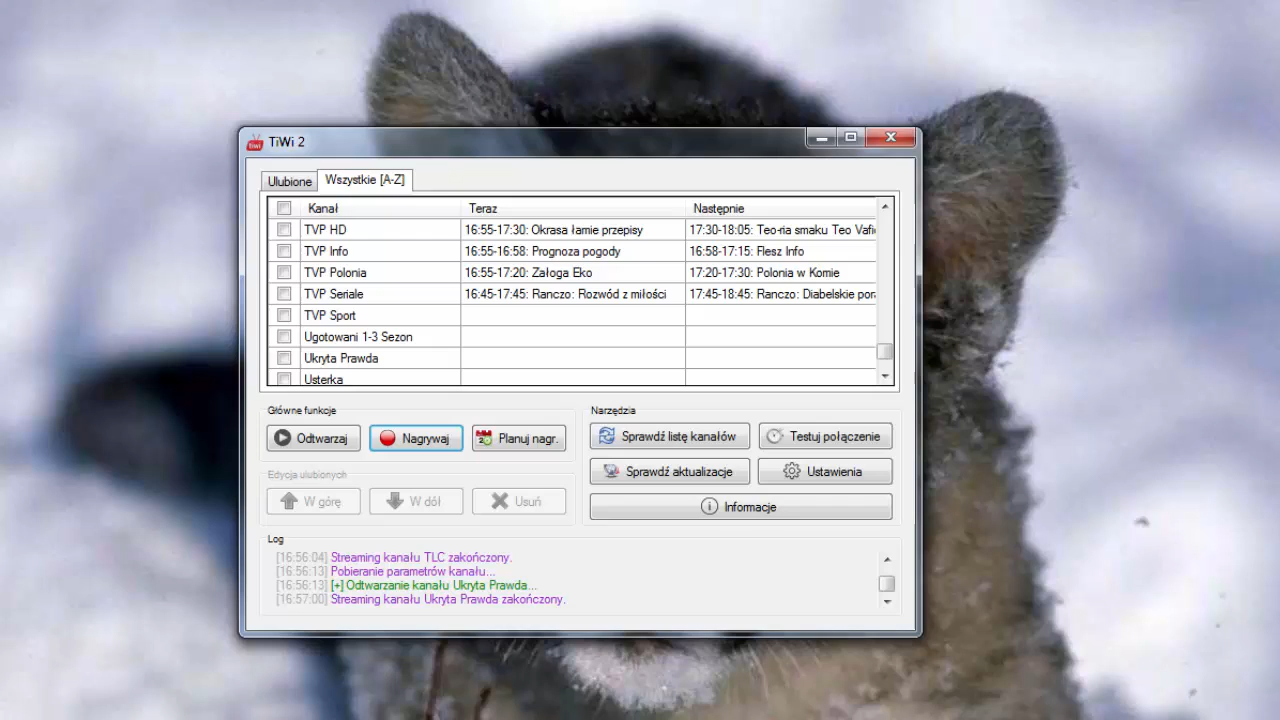 TiWi 2
Ulubione Wszystkie [A-Z]
Kanał Teraz Następnie
TVP HD 16:55-17:30: Okrasa łamie przepisy 17:30-18:05: Teo-ria smaku Teo Vafi
TVP Info 16:55-16:58: Prognoza pogody 16:58-17:15: Flesz Info
TVP Polonia 16:55-17:20: Załoga Eko 17:20-17:30: Polonia w Komie
TVP Seriale 16:45-17:45: Ranczo: Rozwód z miłości 17:45-18:45: Ranczo: Diabelskie por
TVP Sport
Ugotowani 1-3 Sezon
Ukryta Prawda
Usterka
Główne funkcje Narzędzia
Odtwarzaj Nagrywaj Planuj nagr. Sprawdź listę kanałów Testuj połączenie
Edycja ulubionych Sprawdź aktualizacje Ustawienia
W górę W dół Usuń Informacje
Log
[16:56:04] Streaming kanału TLC zakończony.
[16:56:13] Pobieranie parametrów kanału...
[16:56:13] [+] Odtwarzanie kanału Ukryta Prawda...
[16:57:00] Streaming kanału Ukryta Prawda zakończony.